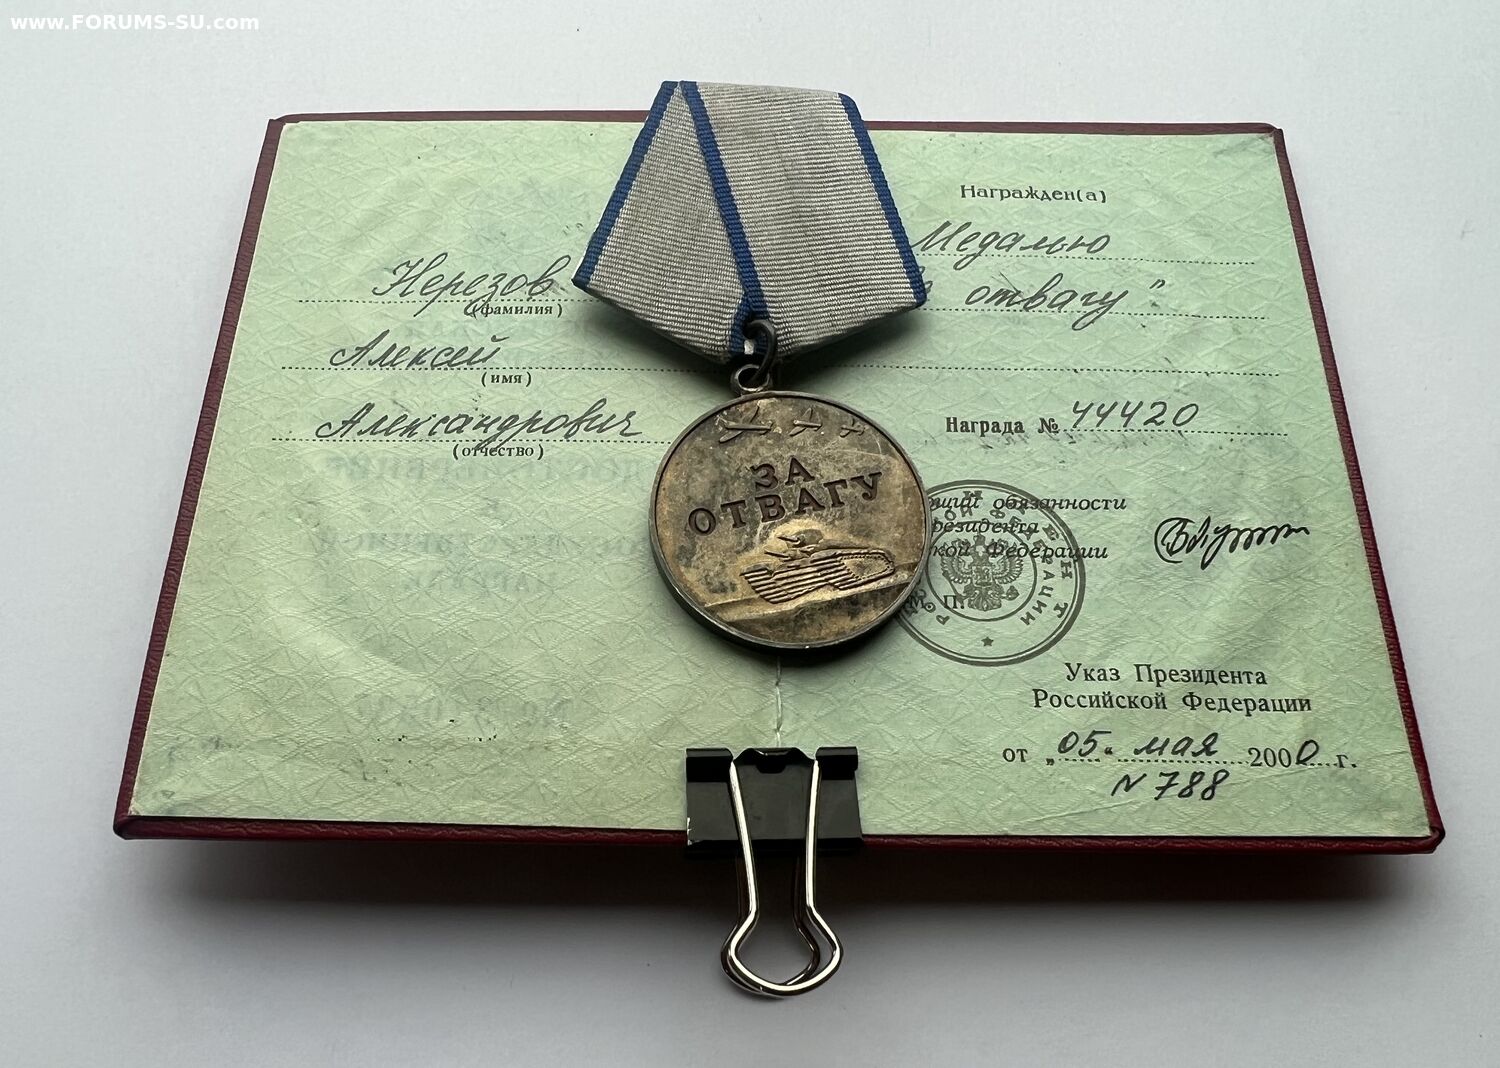 www.FORUMS-SU.com
Нерезов
(фамилия)
Алексей
(имя)
Александрович
(отчество)
Награжден(а)
Медалью
отвагу"
Награда № 44420
обязанности
Федерации
М. П.
Указ Президента
Российской Федерации
от „05" мая 2000 г.
N 788
ЗА
ОТВАГУ